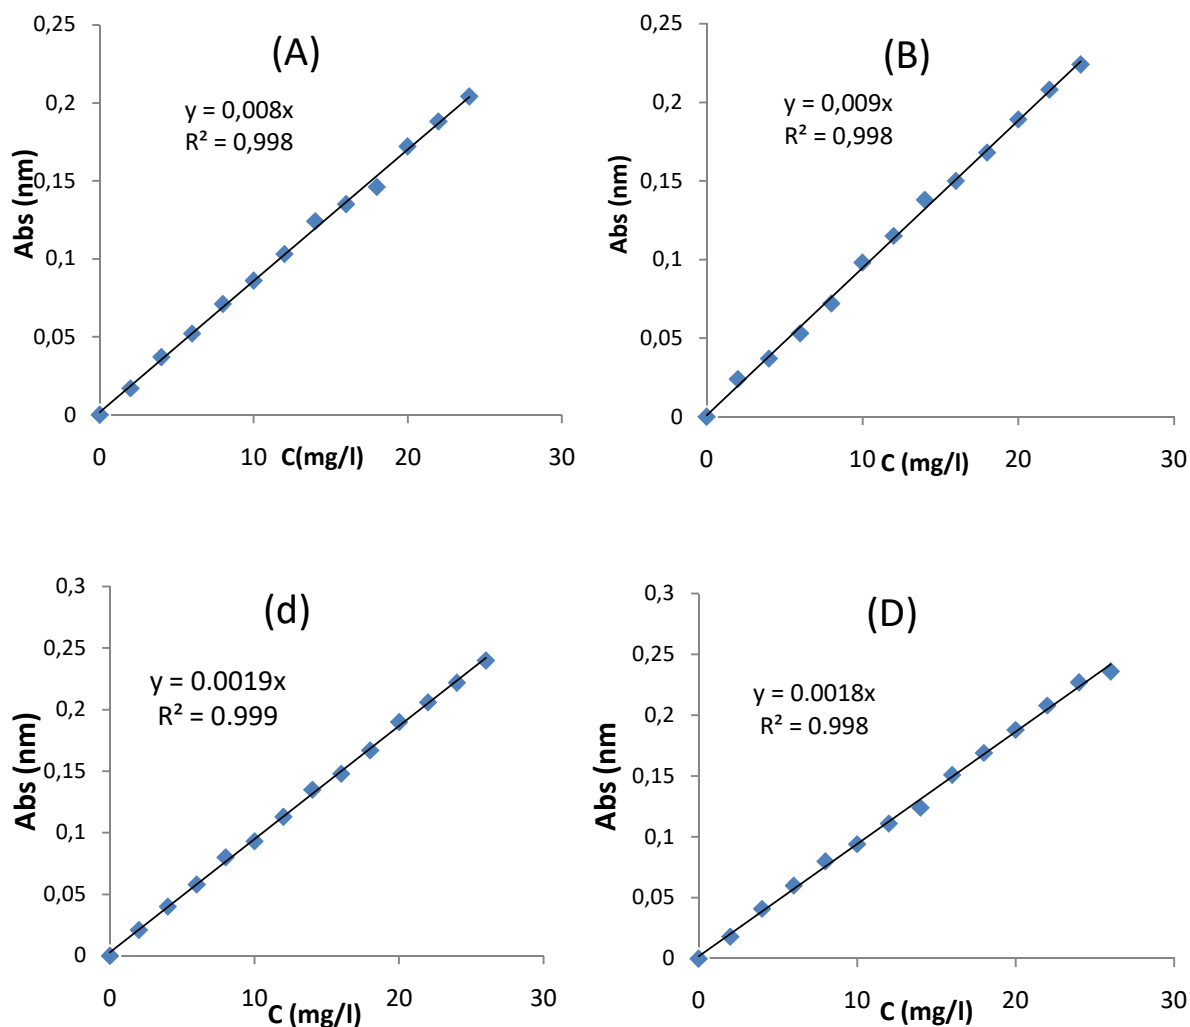 0,25
(A)
y = 0,008x
R² = 0,998
0,2
0,15
0,1
0,05
0
Abs (nm)
0 10 20 30
C(mg/l)
0,25
(B)
y = 0,009x
R² = 0,998
0,2
0,15
0,1
0,05
0
Abs (nm)
0 10 20 30
C (mg/l)
0,3
(d)
0,25
y = 0.0019x
R² = 0.999
0,2
0,15
0,1
0,05
0
Abs (nm)
0 10 20 30
C (mg/l)
0,3
(D)
0,25
y = 0.0018x
R² = 0.998
0,2
0,15
0,1
0,05
0
Abs (nm
0 10 20 30
C (mg/l)